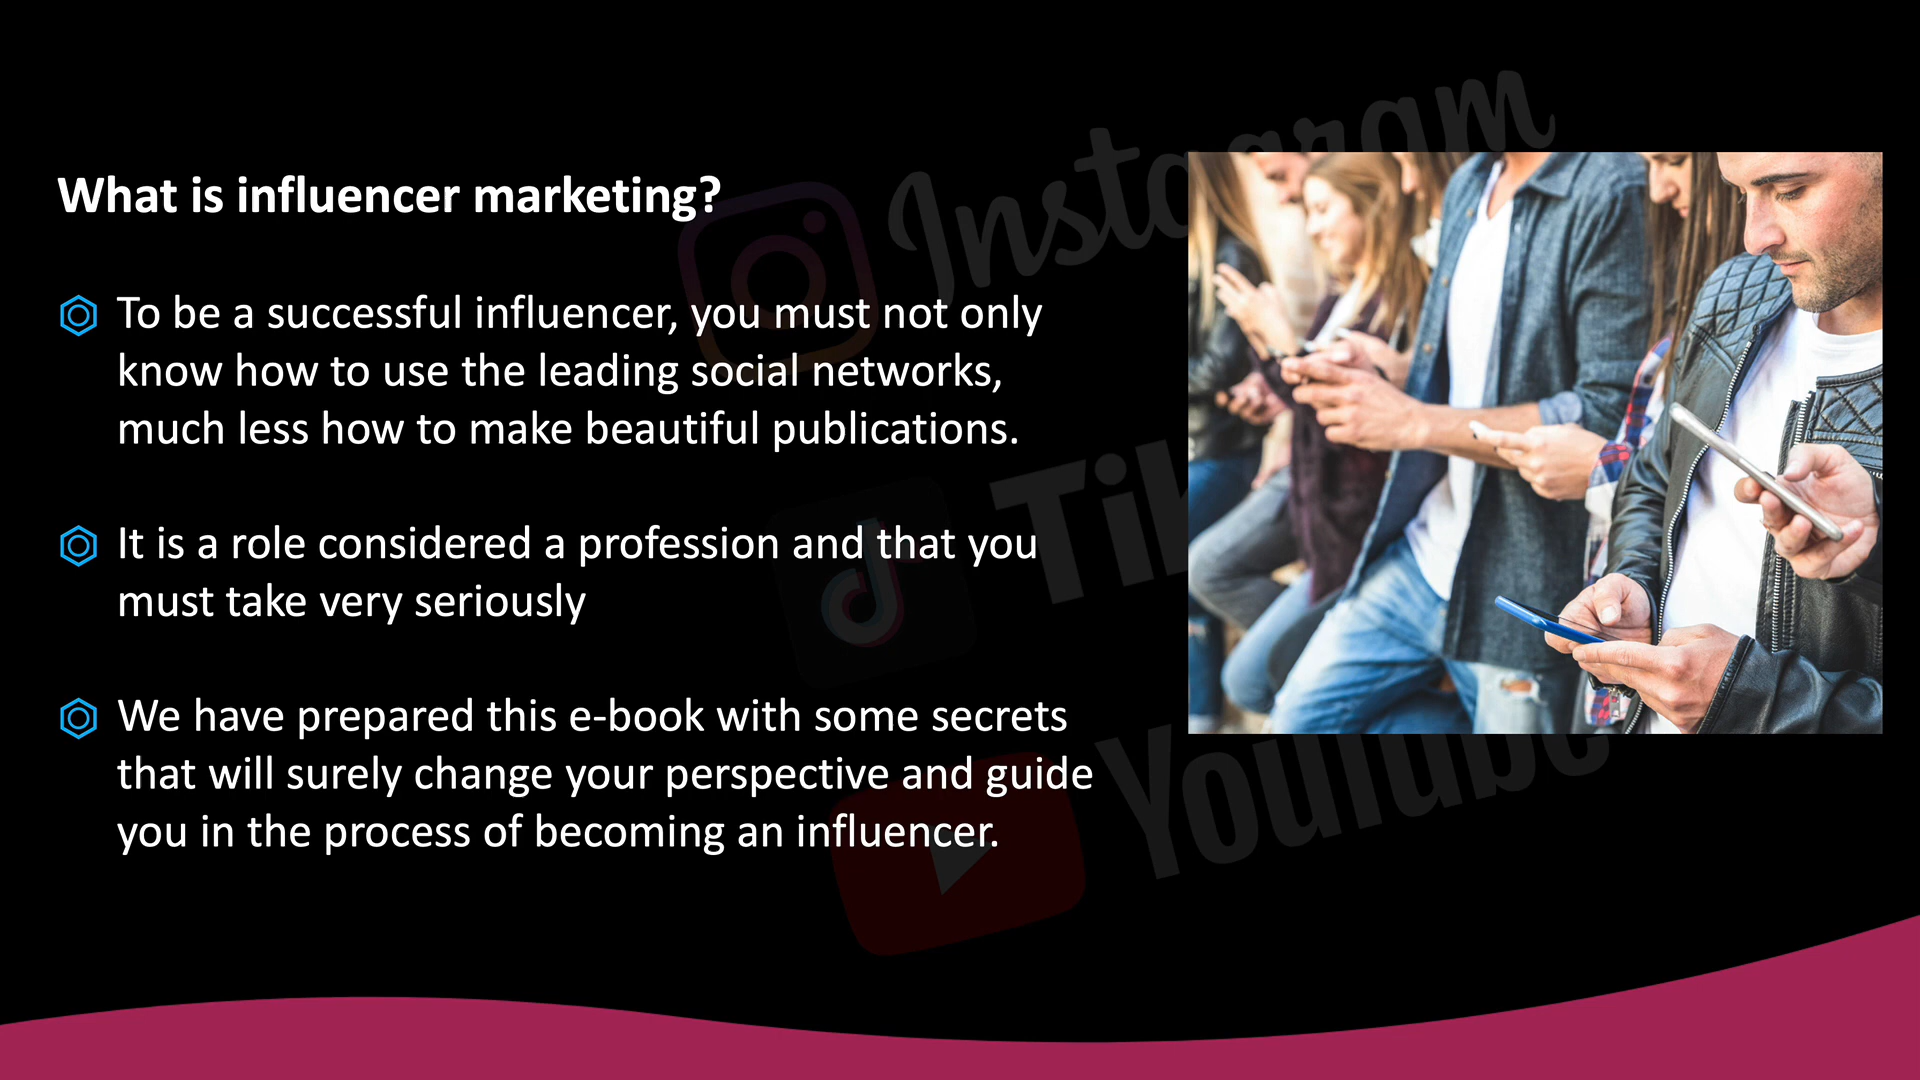 What is influencer marketing?
To be a successful influencer, you must not only
know how to use the leading social networks,
much less how to make beautiful publications.
It is a role considered a profession and that you
must take very seriously
We have prepared this e-book with some secrets
that will surely change your perspective and guide
you in the process of becoming an influencer.
Instagram
Tik
YouTube